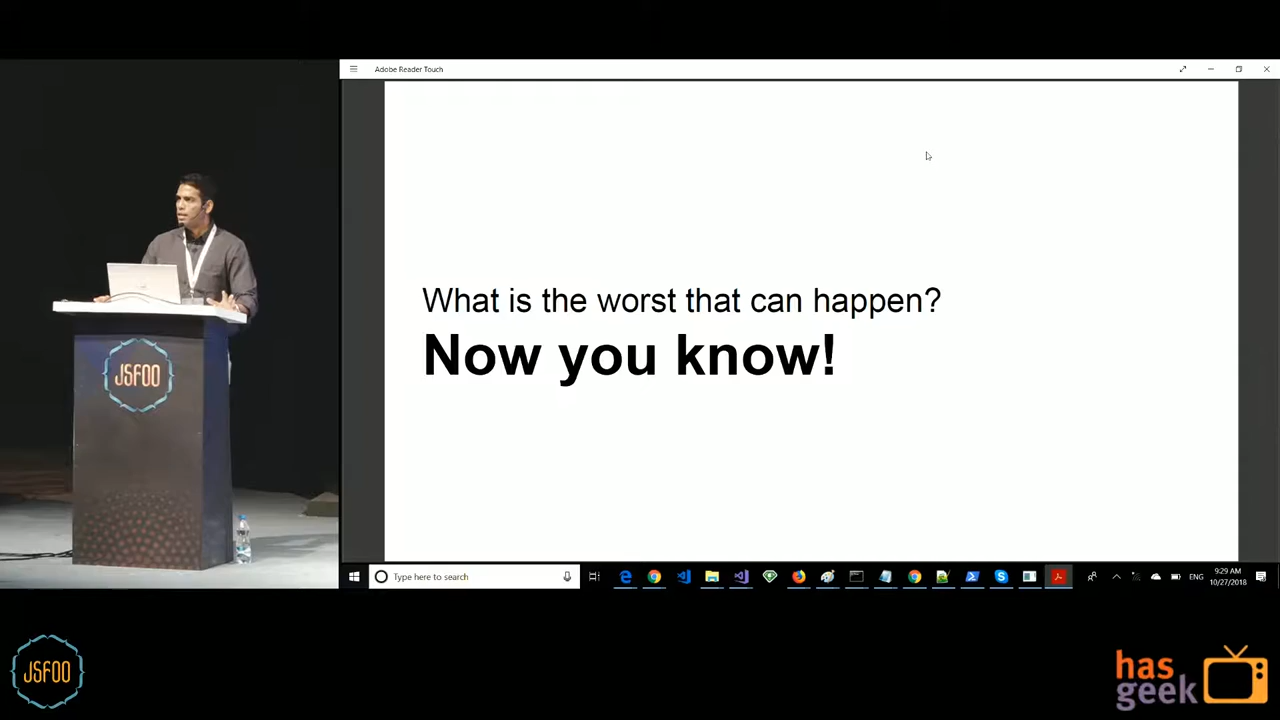 Adobe Reader Touch
What is the worst that can happen?
Now you know!
JSFOO
Type here to search
ENG
9:29 AM
10/27/2018
JSFOO
has
geek